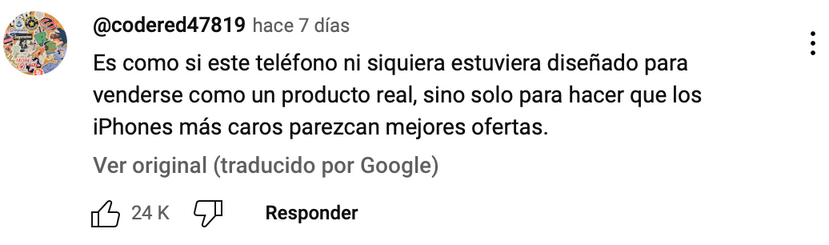 @codered47819 hace 7 días
Es como si este teléfono ni siquiera estuviera diseñado para
venderse como un producto real, sino solo para hacer que los
iPhones más caros parezcan mejores ofertas.
Ver original (traducido por Google)
24 K Responder